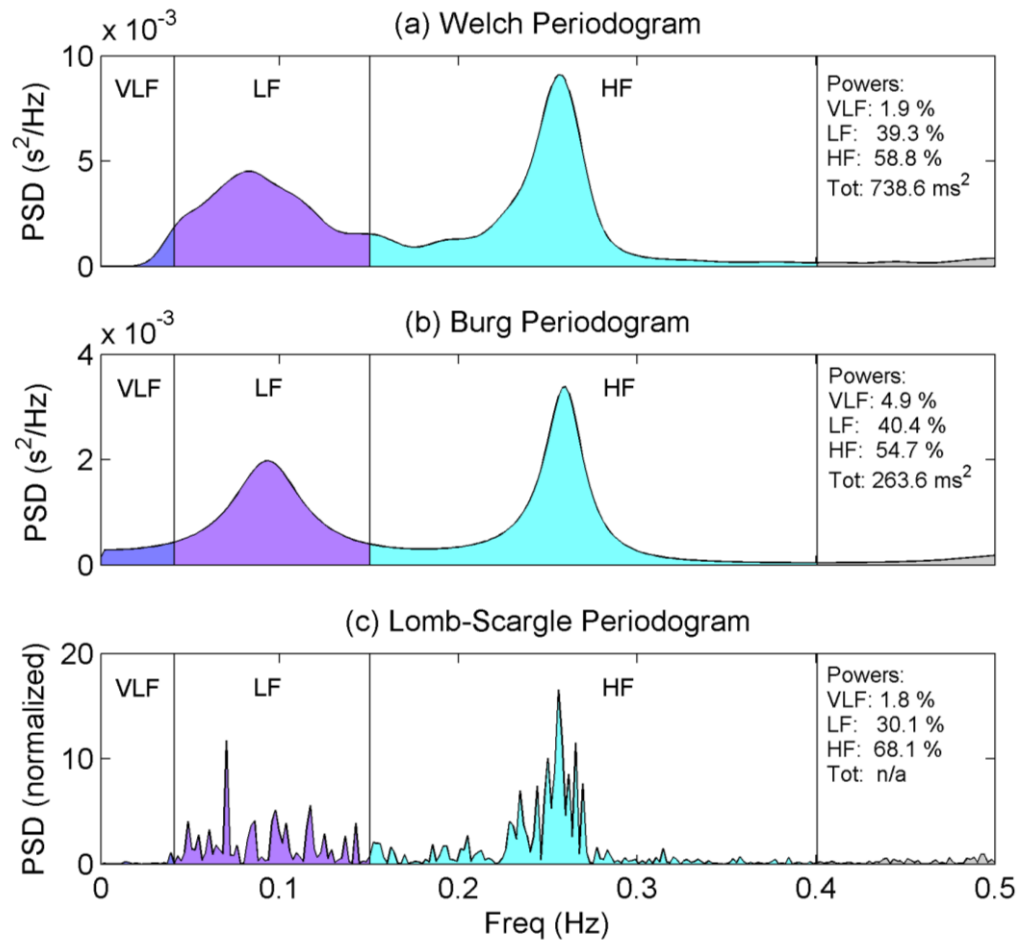 (a) Welch Periodogram
x 10⁻³
10
5
0
PSD (s²/Hz)
VLF
LF
HF
Powers:
VLF: 1.9 %
LF: 39.3 %
HF: 58.8 %
Tot: 738.6 ms²
(b) Burg Periodogram
x 10⁻³
4
2
0
PSD (s²/Hz)
VLF
LF
HF
Powers:
VLF: 4.9 %
LF: 40.4 %
HF: 54.7 %
Tot: 263.6 ms²
(c) Lomb-Scargle Periodogram
20
10
0
PSD (normalized)
VLF
LF
HF
Powers:
VLF: 1.8 %
LF: 30.1 %
HF: 68.1 %
Tot: n/a
0 0.1 0.2 0.3 0.4 0.5
Freq (Hz)